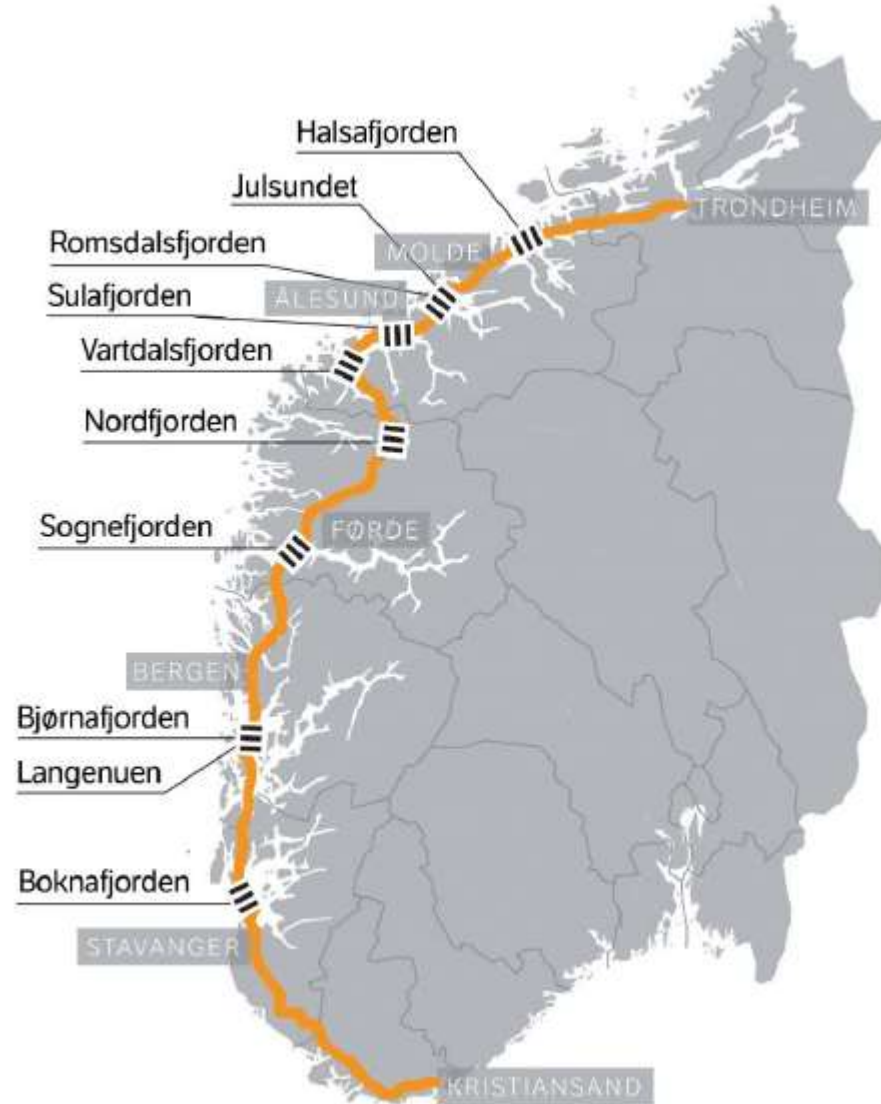 Halsafjorden
Julsundet
TRONDHEIM
Romsdalsfjorden
MOLDE
Sulafjorden
ÅLESUND
Vartdalsfjorden
Nordfjorden
Sognefjorden
FØRDE
BERGEN
Bjørnafjorden
Langenuen
Boknafjorden
STAVANGER
KRISTIANSAND